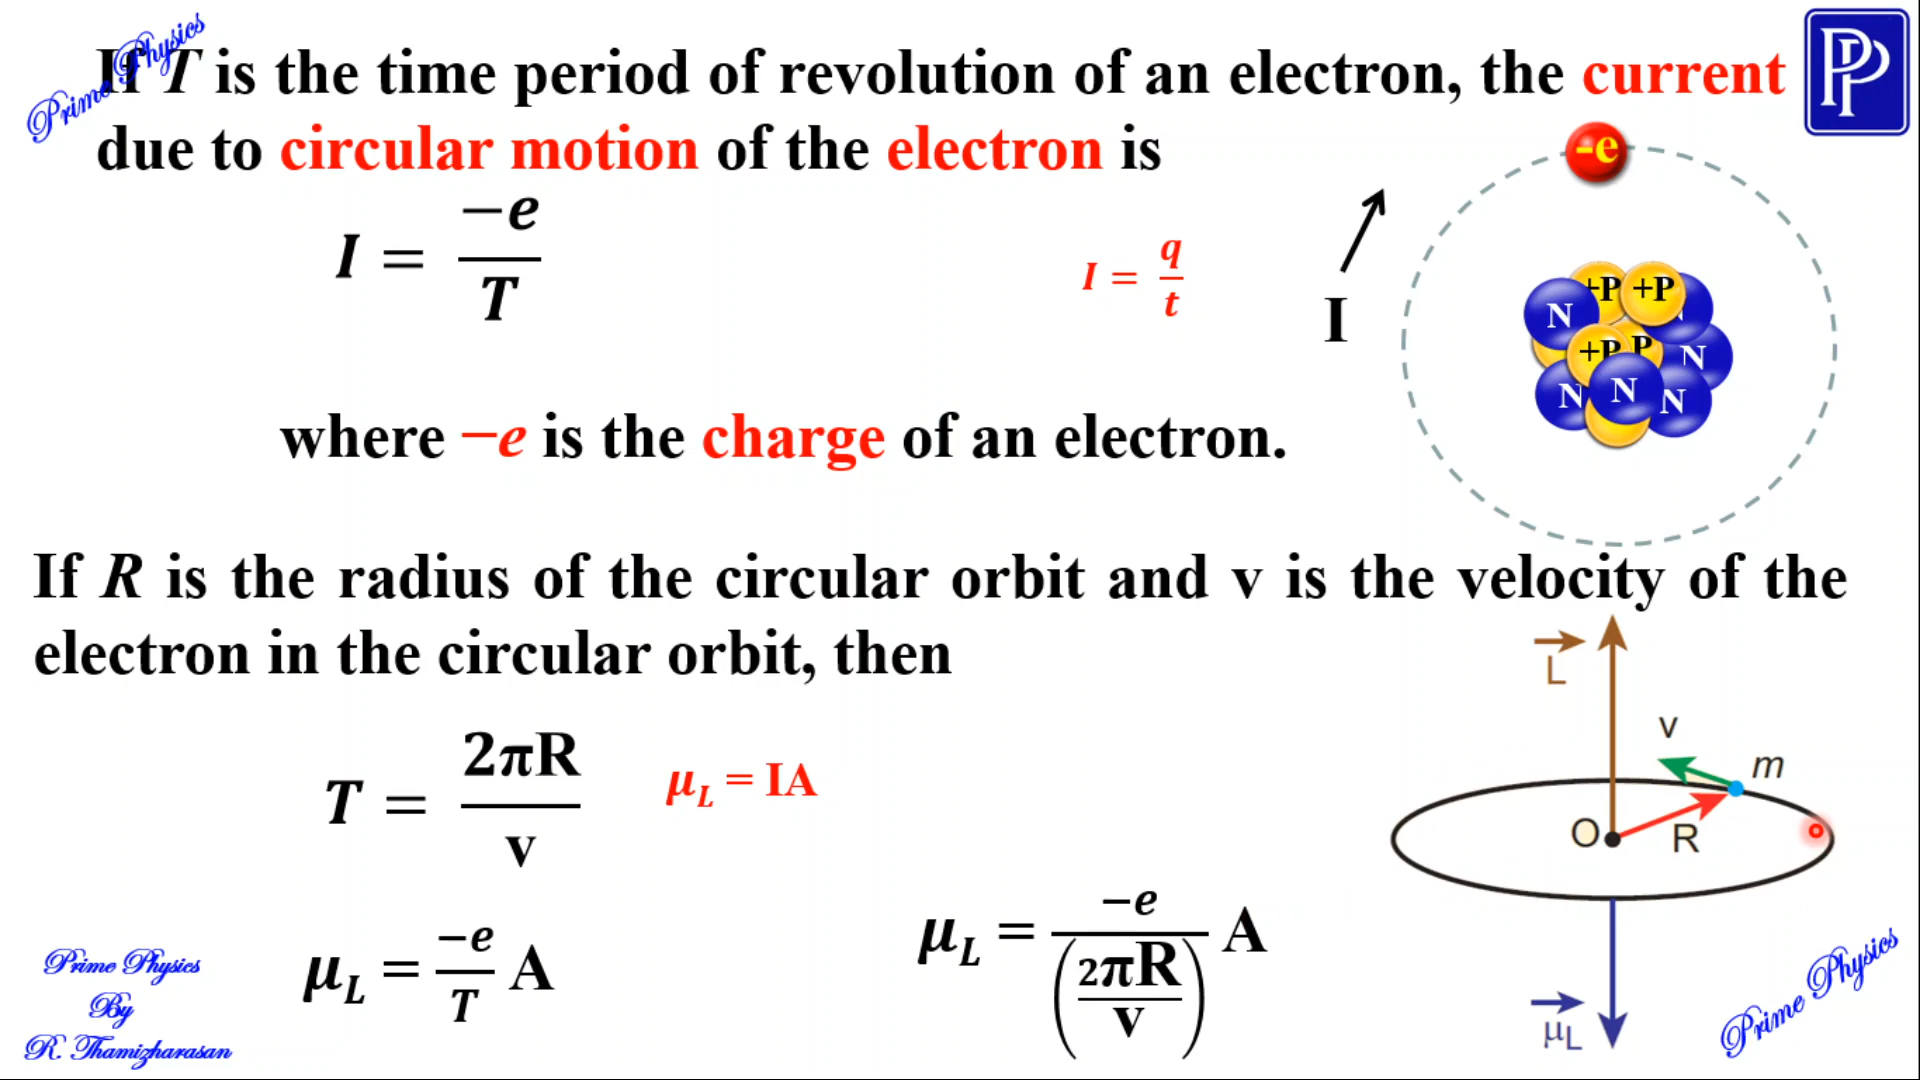 If T is the time period of revolution of an electron, the current
due to circular motion of the electron is
I = −e/T
I = q/t
where −e is the charge of an electron.
-e
I
+P +P N N
+P P N
N N N
If R is the radius of the circular orbit and v is the velocity of the
electron in the circular orbit, then
T = 2πR/v
μL = IA
μL = −e/T A
μL = −e/(2πR/v) A
L
v
m
O
R
μL
Prime Physics
PP
Prime Physics
By
R. Thamizharasan
Prime Physics